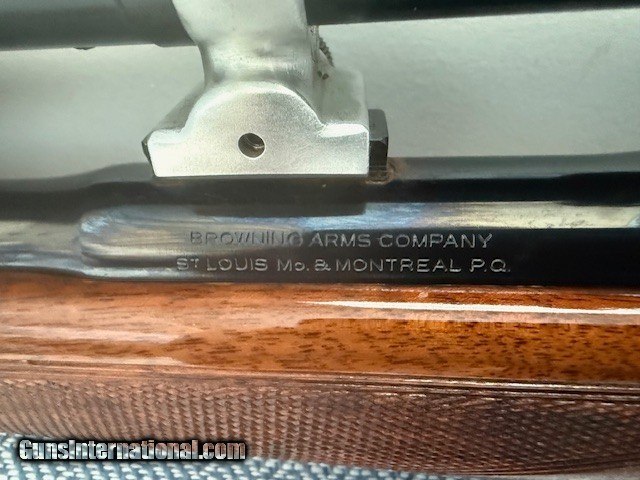 BROWNING ARMS COMPANY
ST LOUIS MO. & MONTREAL P.Q.
GunsInternational.com